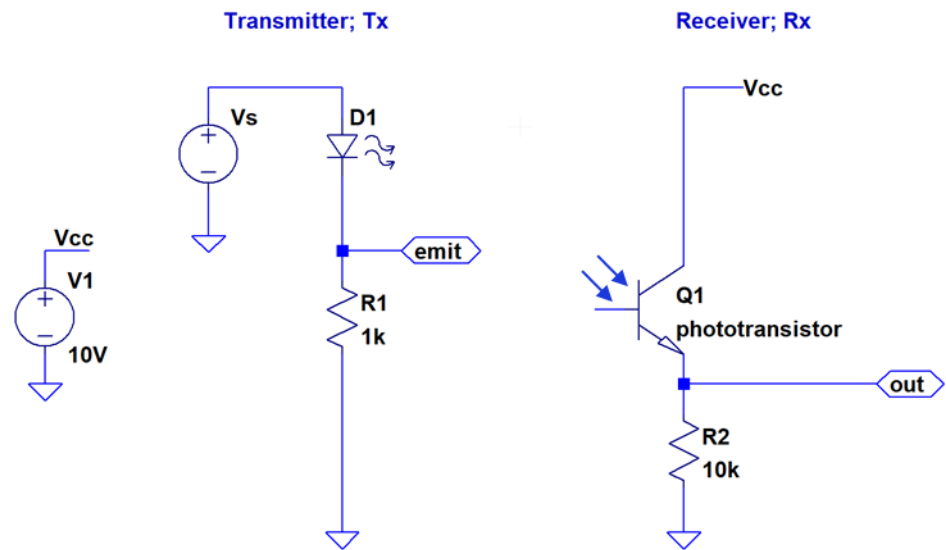 Transmitter; Tx
Receiver; Rx
Vs
D1
Vcc
Vcc
V1
10V
emit
R1
1k
Q1
phototransistor
out
R2
10k